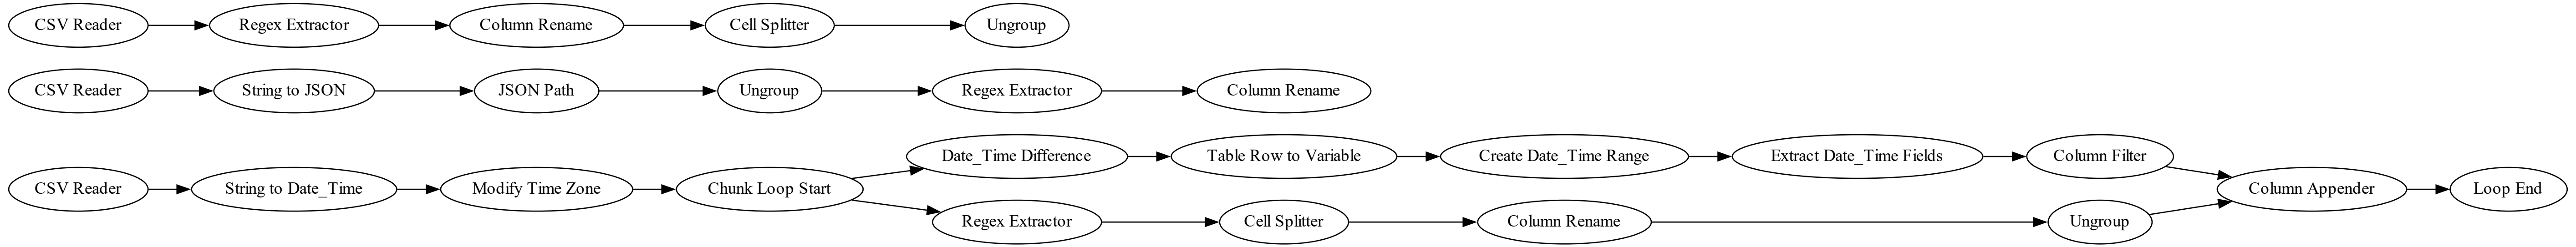 CSV Reader
Regex Extractor
Column Rename
Cell Splitter
Ungroup
CSV Reader
String to JSON
JSON Path
Ungroup
Regex Extractor
Column Rename
CSV Reader
String to Date_Time
Modify Time Zone
Chunk Loop Start
Date_Time Difference
Table Row to Variable
Create Date_Time Range
Extract Date_Time Fields
Column Filter
Regex Extractor
Cell Splitter
Column Rename
Ungroup
Column Appender
Loop End